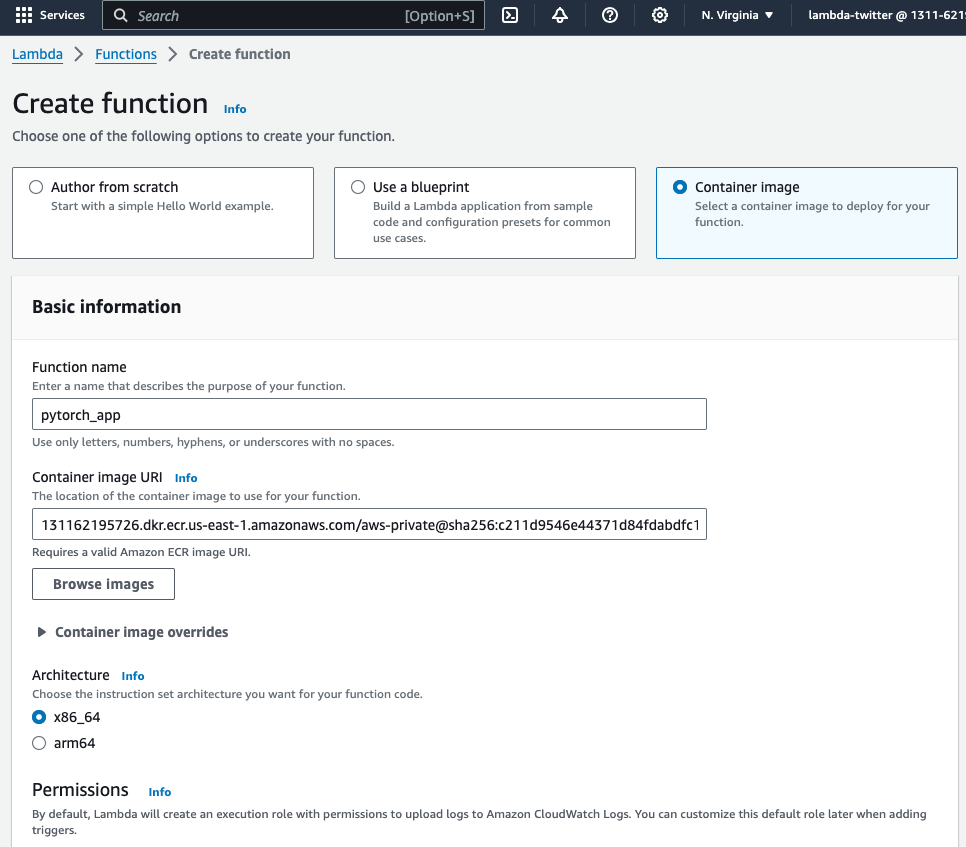 Services Search [Option+S] N. Virginia ▼ lambda-twitter @ 1311-621
Lambda > Functions > Create function
Create function Info
Choose one of the following options to create your function.
Author from scratch
Start with a simple Hello World example.
Use a blueprint
Build a Lambda application from sample
code and configuration presets for common
use cases.
Container image
Select a container image to deploy for your
function.
Basic information
Function name
Enter a name that describes the purpose of your function.
pytorch_app
Use only letters, numbers, hyphens, or underscores with no spaces.
Container image URI Info
The location of the container image to use for your function.
131162195726.dkr.ecr.us-east-1.amazonaws.com/aws-private@sha256:c211d9546e44371d84fdabdfc1
Requires a valid Amazon ECR image URI.
Browse images
Container image overrides
Architecture Info
Choose the instruction set architecture you want for your function code.
x86_64
arm64
Permissions Info
By default, Lambda will create an execution role with permissions to upload logs to Amazon CloudWatch Logs. You can customize this default role later when adding
triggers.